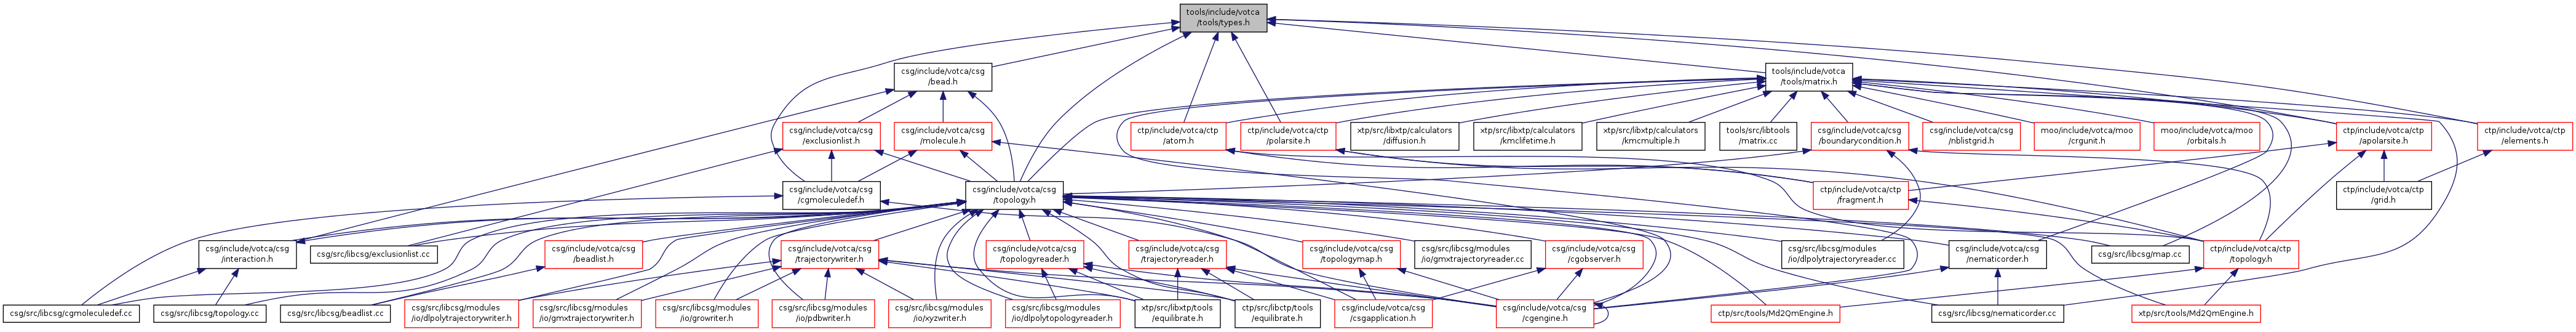 tools/include/votca
/tools/types.h
csg/include/votca/csg
/bead.h
tools/include/votca
/tools/matrix.h
csg/include/votca/csg
/exclusionlist.h
csg/include/votca/csg
/molecule.h
ctp/include/votca/ctp
/atom.h
ctp/include/votca/ctp
/polarsite.h
xtp/src/libxtp/calculators
/diffusion.h
xtp/src/libxtp/calculators
/kmclifetime.h
xtp/src/libxtp/calculators
/kmcmultiple.h
tools/src/libtools
/matrix.cc
csg/include/votca/csg
/boundarycondition.h
csg/include/votca/csg
/nblistgrid.h
moo/include/votca/moo
/crgunit.h
moo/include/votca/moo
/orbitals.h
ctp/include/votca/ctp
/apolarsite.h
ctp/include/votca/ctp
/elements.h
csg/include/votca/csg
/cgmoleculedef.h
csg/include/votca/csg
/topology.h
ctp/include/votca/ctp
/fragment.h
ctp/include/votca/ctp
/grid.h
csg/include/votca/csg
/interaction.h
csg/src/libcsg/exclusionlist.cc
csg/include/votca/csg
/beadlist.h
csg/include/votca/csg
/trajectorywriter.h
csg/include/votca/csg
/topologyreader.h
csg/include/votca/csg
/trajectoryreader.h
csg/include/votca/csg
/topologymap.h
csg/src/libcsg/modules
/io/gmxtrajectoryreader.cc
csg/include/votca/csg
/cgobserver.h
csg/src/libcsg/modules
/io/dlpolytrajectoryreader.cc
csg/include/votca/csg
/nematicorder.h
csg/src/libcsg/map.cc
ctp/include/votca/ctp
/topology.h
csg/src/libcsg/cgmoleculedef.cc
csg/src/libcsg/topology.cc
csg/src/libcsg/beadlist.cc
csg/src/libcsg/modules
/io/dlpolytrajectorywriter.h
csg/src/libcsg/modules
/io/gmxtrajectorywriter.h
csg/src/libcsg/modules
/io/growriter.h
csg/src/libcsg/modules
/io/pdbwriter.h
csg/src/libcsg/modules
/io/xyzwriter.h
csg/src/libcsg/modules
/io/dlpolytopologyreader.h
xtp/src/libxtp/tools
/equilibrate.h
ctp/src/libctp/tools
/equilibrate.h
csg/include/votca/csg
/csgapplication.h
csg/include/votca/csg
/cgengine.h
ctp/src/tools/Md2QmEngine.h
csg/src/libcsg/nematicorder.cc
xtp/src/tools/Md2QmEngine.h